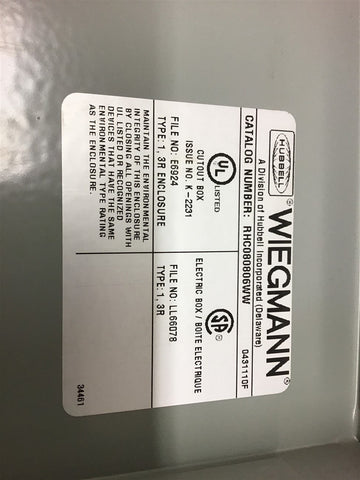 HUBBELL
WIEGMANN®
A Division of Hubbell Incorporated (Delaware)
CATALOG NUMBER: RHC080806WW
0431110F
UL® LISTED
CUTOUT BOX
ISSUE NO. K-2231
FILE NO: E6924
TYPE: 1, 3R ENCLOSURE
MAINTAIN THE ENVIRONMENTAL
INTEGRITY OF THIS ENCLOSURE
BY CLOSING ALL OPENINGS WITH
UL LISTED OR RECOGNIZED
DEVICES THAT HAVE THE SAME
ENVIRONMENTAL TYPE RATING
AS THE ENCLOSURE.
SA®
ELECTRIC BOX / BOITE ELECTRIQUE
FILE NO: LL66078
TYPE: 1, 3R
34461